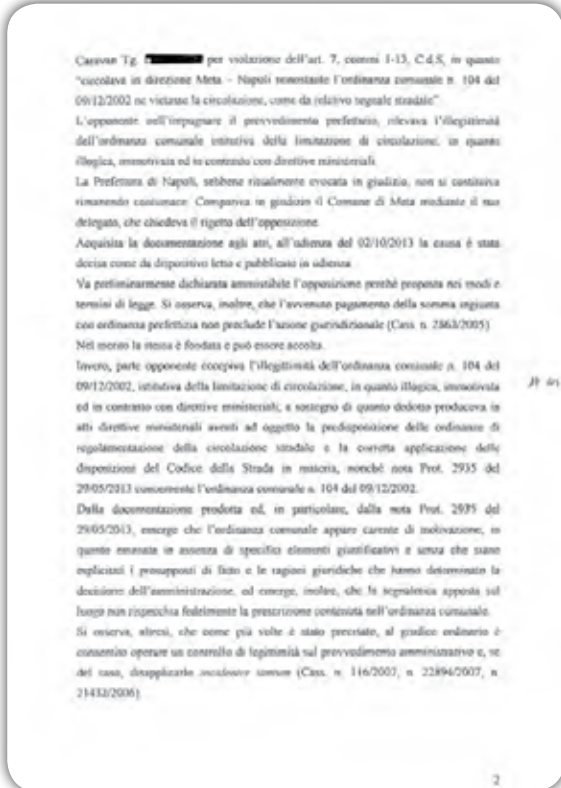 Caravan Tg. per violazione dell'art. 7, commi 1-13, C.d.S, in quanto
"circolava in direzione Meta – Napoli nonostante l'ordinanza comunale n. 104 del
09/12/2002 ne vietasse la circolazione, come da relativo segnale stradale"
L'opponente nell'impugnare il provvedimento prefettizio, rilevava l'illegittimità
dell'ordinanza comunale istitutiva della limitazione di circolazione, in quanto
illogica, immotivata ed in contrasto con direttive ministeriali.
La Prefettura di Napoli, sebbene ritualmente evocata in giudizio, non si costituiva
rimanendo contumace. Compariva in giudizio il Comune di Meta mediante il suo
delegato, che chiedeva il rigetto dell'opposizione.
Acquisita la documentazione agli atti, all'udienza del 02/10/2013 la causa è stata
decisa come da dispositivo letto e pubblicato in udienza.
Va preliminarmente dichiarata ammissibile l'opposizione perché proposta nei modi e
termini di legge. Si osserva, inoltre, che l'avvenuto pagamento della somma ingiunta
con ordinanza prefettizia non preclude l'azione giurisdizionale (Cass. n. 2863/2005)
Nel merito la stessa è fondata e può essere accolta.
Invero, parte opponente eccepiva l'illegittimità dell'ordinanza comunale n. 104 del
09/12/2002, istitutiva della limitazione di circolazione, in quanto illogica, immotivata
ed in contrasto con direttive ministeriali; a sostegno di quanto dedotto produceva in
atti direttive ministeriali aventi ad oggetto la predisposizione delle ordinanze di
regolamentazione della circolazione stradale e la corretta applicazione delle
disposizioni del Codice della Strada in materia, nonché nota Prot. 2935 del
29/05/2013 concernente l'ordinanza comunale n. 104 del 09/12/2002.
Dalla documentazione prodotta ed, in particolare, dalla nota Prot. 2935 del
29/05/2013, emerge che l'ordinanza comunale appare carente di motivazione, in
quanto emanata in assenza di specifici elementi giustificativi e senza che siano
esplicitati i presupposti di fatto e le ragioni giuridiche che hanno determinato la
decisione dell'amministrazione, ed emerge, inoltre, che la segnaletica apposta sul
luogo non rispecchia fedelmente la prescrizione contenuta nell'ordinanza comunale.
Si osserva, altresì, che come più volte è stato precisato, al giudice ordinario è
consentito operare un controllo di legittimità sul provvedimento amministrativo e, se
del caso, disapplicarlo incidenter tantum (Cass. n. 116/2007, n. 22894/2007, n.
21432/2006)
2